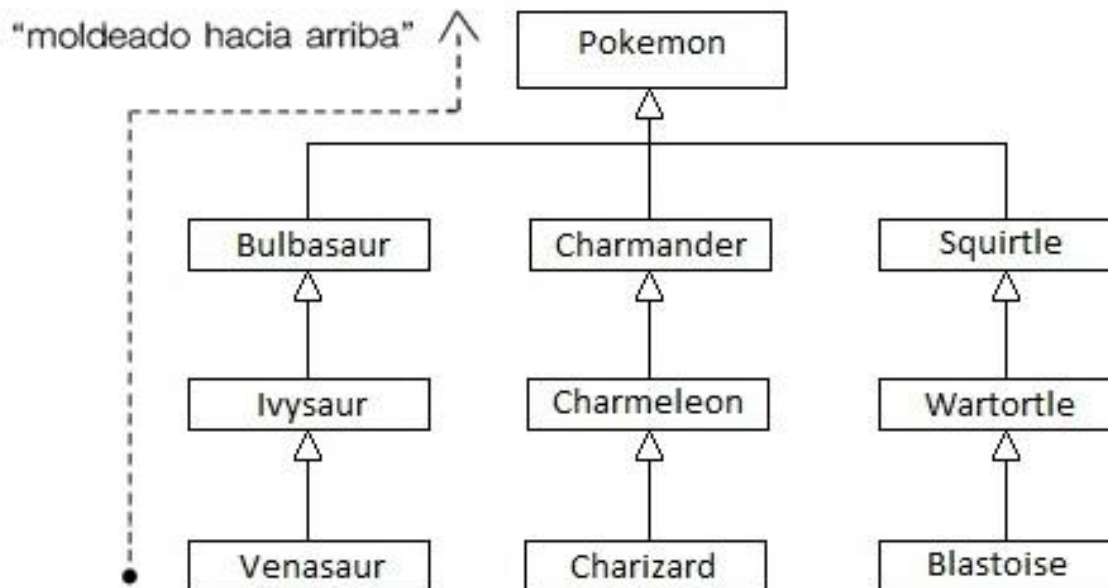 “moldeado hacia arriba”
Pokemon
Bulbasaur
Charmander
Squirtle
Ivysaur
Charmeleon
Wartortle
Venasaur
Charizard
Blastoise